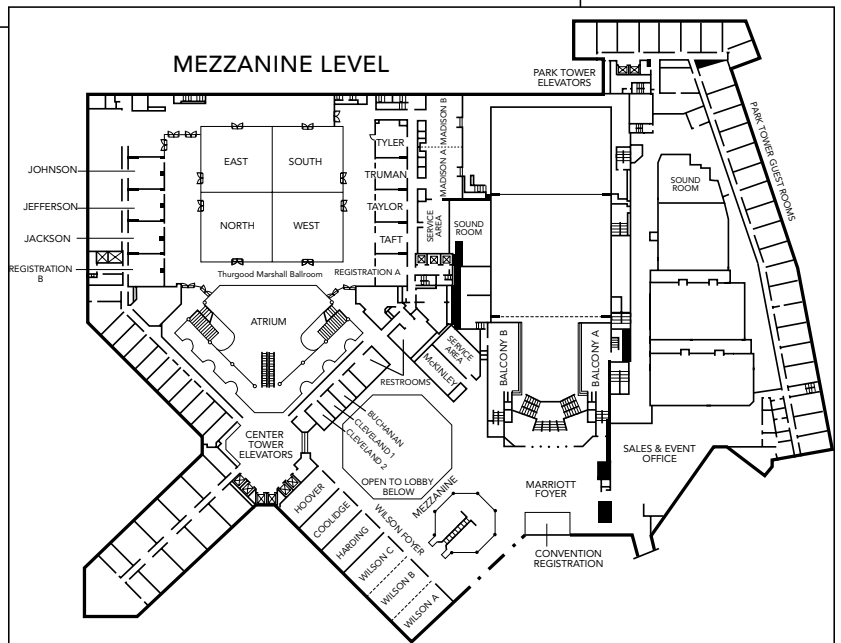 MEZZANINE LEVEL
PARK TOWER
ELEVATORS
PARK TOWER GUEST ROOMS
JOHNSON
JEFFERSON
JACKSON
REGISTRATION
B
EAST
SOUTH
NORTH
WEST
Thurgood Marshall Ballroom
TYLER
TRUMAN
TAYLOR
TAFT
REGISTRATION A
MADISON A
MADISON B
SERVICE
AREA
SOUND
ROOM
SOUND
ROOM
ATRIUM
RESTROOMS
SERVICE
AREA
McKINLEY
BALCONY B
BALCONY A
BUCHANAN
CLEVELAND 1
CLEVELAND 2
CENTER
TOWER
ELEVATORS
OPEN TO LOBBY
BELOW
HOOVER
COOLIDGE
HARDING
WILSON C
WILSON B
WILSON A
WILSON FOYER
MEZZANINE
MARRIOTT
FOYER
SALES & EVENT
OFFICE
CONVENTION
REGISTRATION